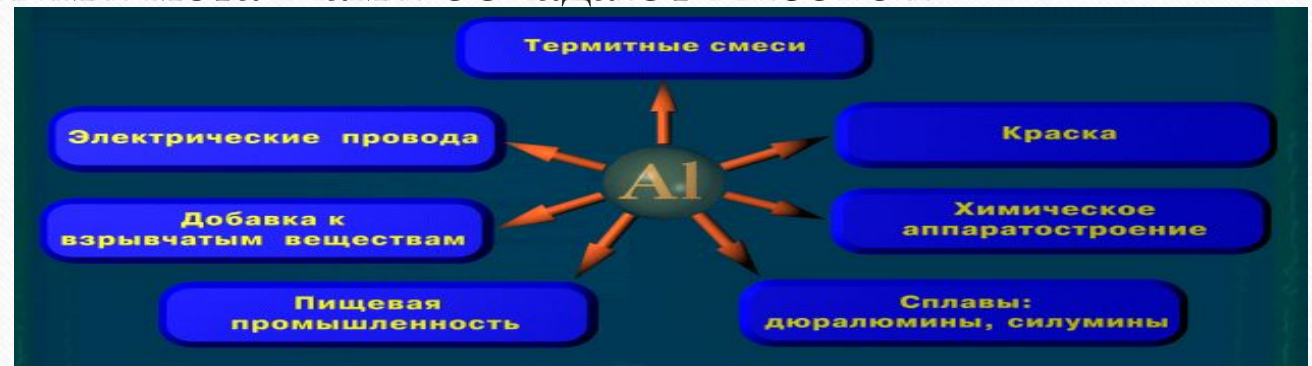 Термитные смеси
Электрические провода
Краска
Al
Добавка к
взрывчатым веществам
Химическое
аппаратостроение
Пищевая
промышленность
Сплавы:
дюралюмины, силумины